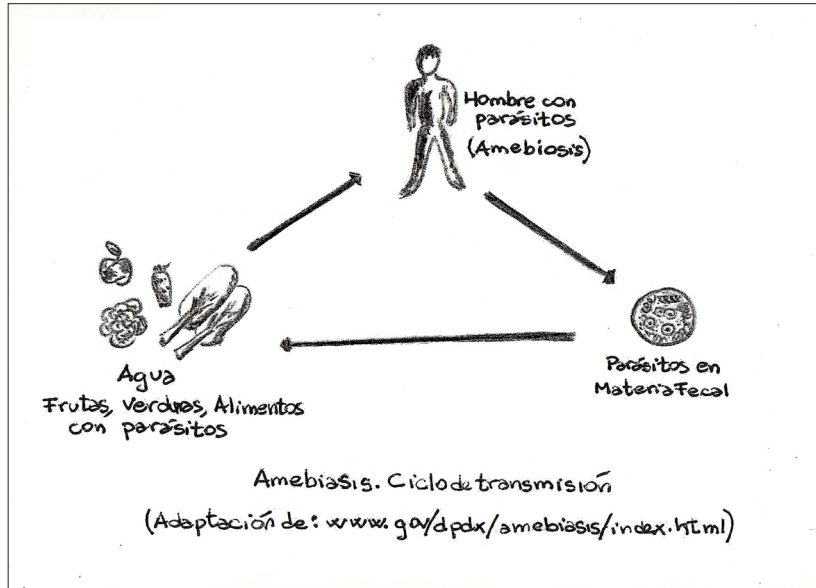 Hombre con
parásitos
(Amebiosis)
Parásitos en
Materia Fecal
Agua
Frutas, Verduras, Alimentos
con parásitos
Amebiasis. Ciclo de transmisión
(Adaptación de: www.gov/dpdx/amebiasis/index.html)